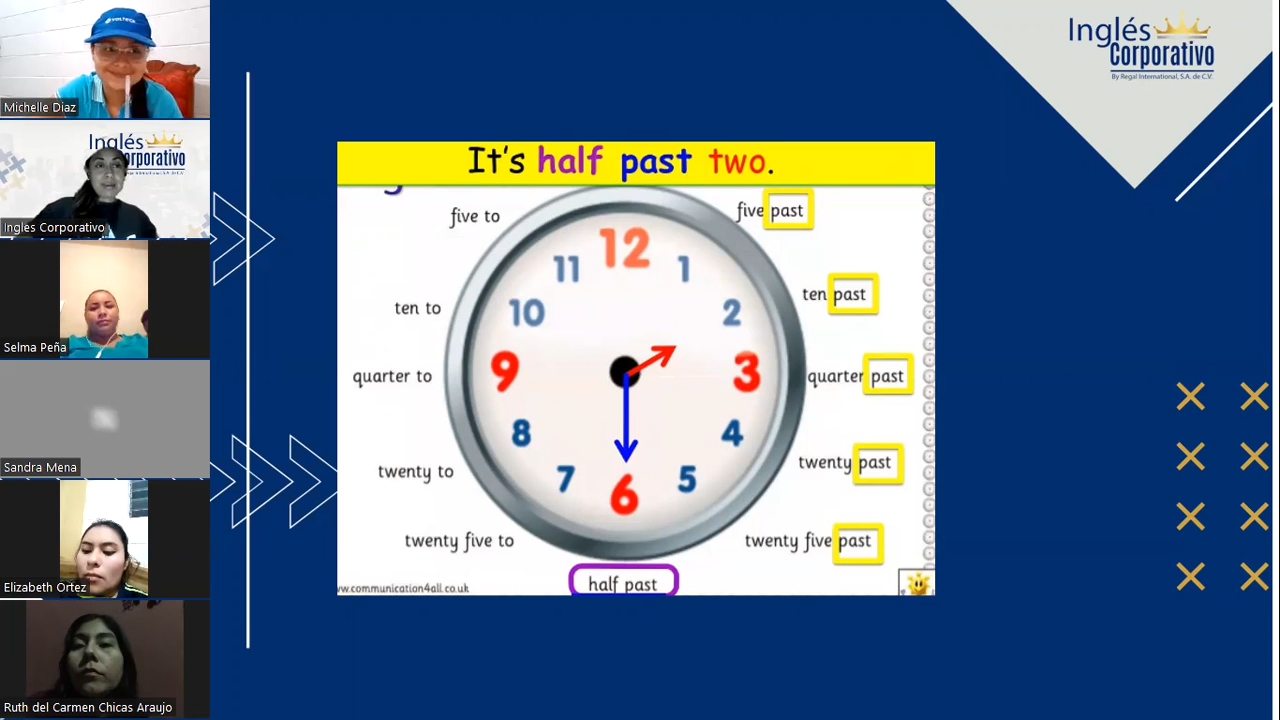 INELTECK
Michelle Diaz
Inglés
Corporativo
Ingles Corporativo
Selma Peña
Sandra Mena
Elizabeth Ortez
Ruth del Carmen Chicas Araujo
It's half past two.
five to
five past
ten to
ten past
quarter to
quarter past
twenty to
twenty past
twenty five to
twenty five past
half past
12
1
2
3
4
5
6
7
8
9
10
11
ww.communication4all.co.uk
Inglés
Corporativo
By Regal International, S.A. de C.V.